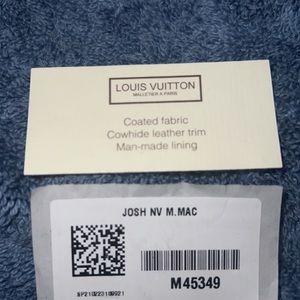 LOUIS VUITTON
MALLETIER A PARIS
Coated fabric
Cowhide leather trim
Man-made lining
JOSH NV M.MAC
M45349